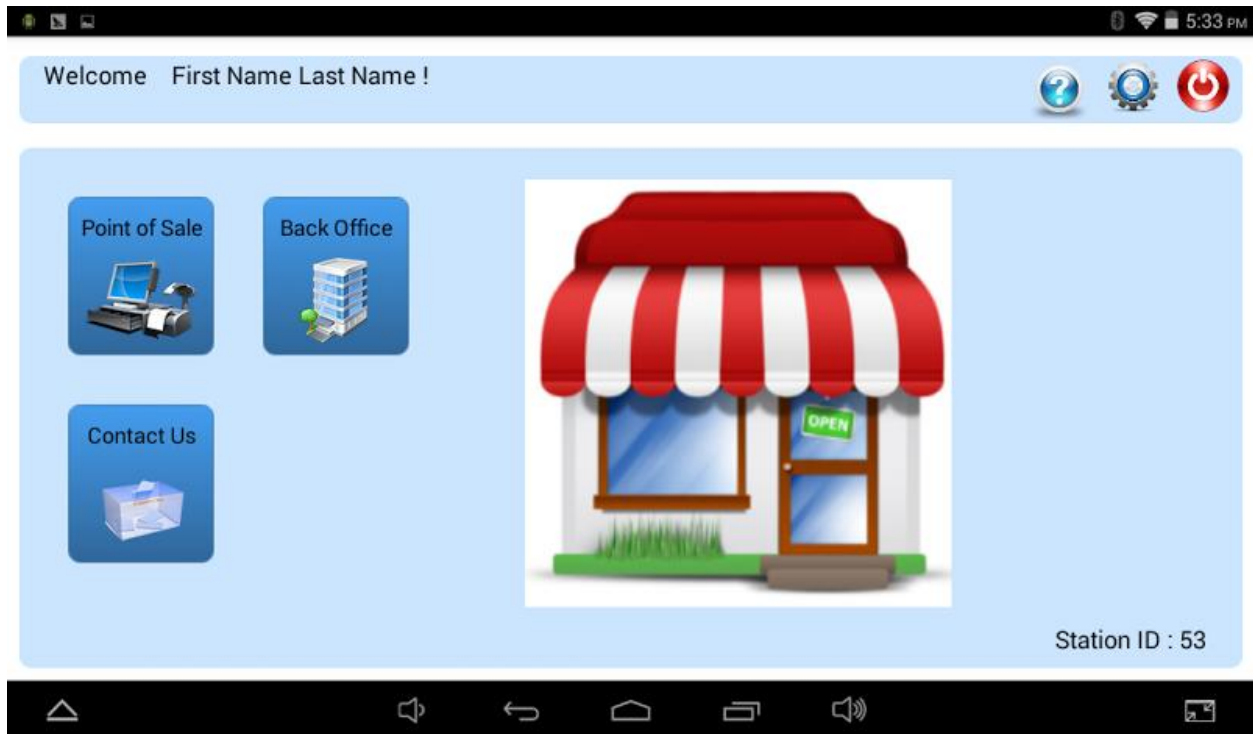 5:33 PM
Welcome First Name Last Name !
Point of Sale
Back Office
OPEN
Contact Us
Station ID : 53